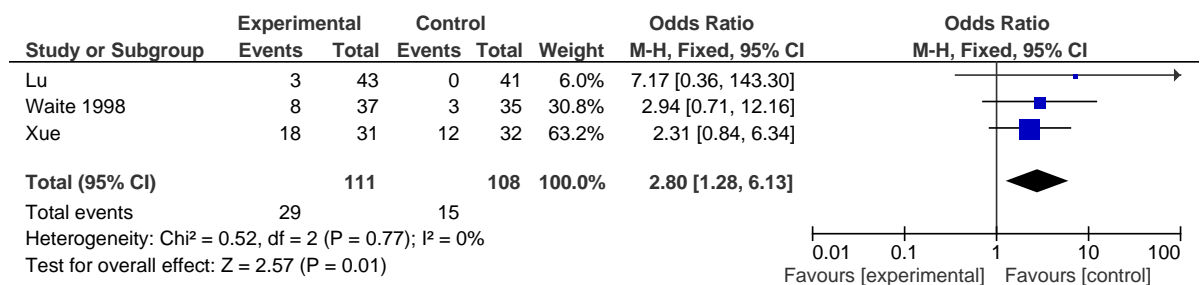 Experimental Control Odds Ratio Odds Ratio
Study or Subgroup Events Total Events Total Weight M-H, Fixed, 95% CI M-H, Fixed, 95% CI
Lu 3 43 0 41 6.0% 7.17 [0.36, 143.30]
Waite 1998 8 37 3 35 30.8% 2.94 [0.71, 12.16]
Xue 18 31 12 32 63.2% 2.31 [0.84, 6.34]
Total (95% CI) 111 108 100.0% 2.80 [1.28, 6.13]
Total events 29 15
Heterogeneity: Chi² = 0.52, df = 2 (P = 0.77); I² = 0%
Test for overall effect: Z = 2.57 (P = 0.01)
0.01 0.1 1 10 100
Favours [experimental] Favours [control]